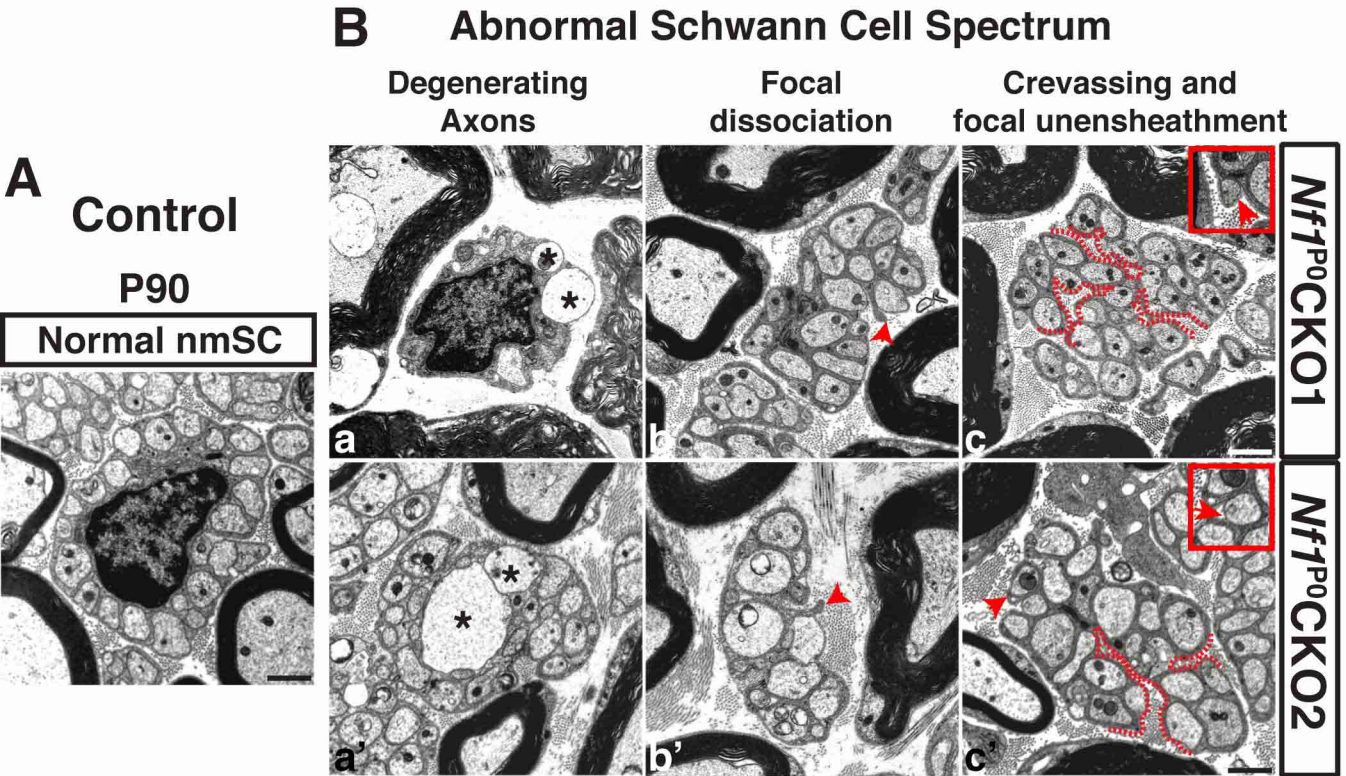 B Abnormal Schwann Cell Spectrum
Degenerating
Axons
Focal
dissociation
Crevassing and
focal unensheathment
A
Control
P90
Normal nmSC
* *
a
b
c
Nf1P0CKO1
* *
a'
b'
c'
Nf1P0CKO2